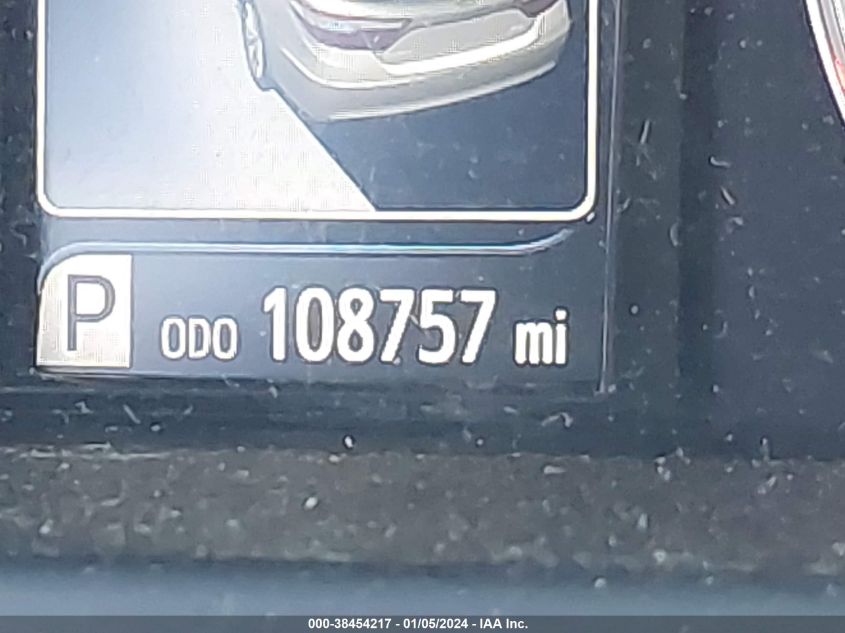 P ODO 108757 mi
000-38454217 - 01/05/2024 - IAA Inc.